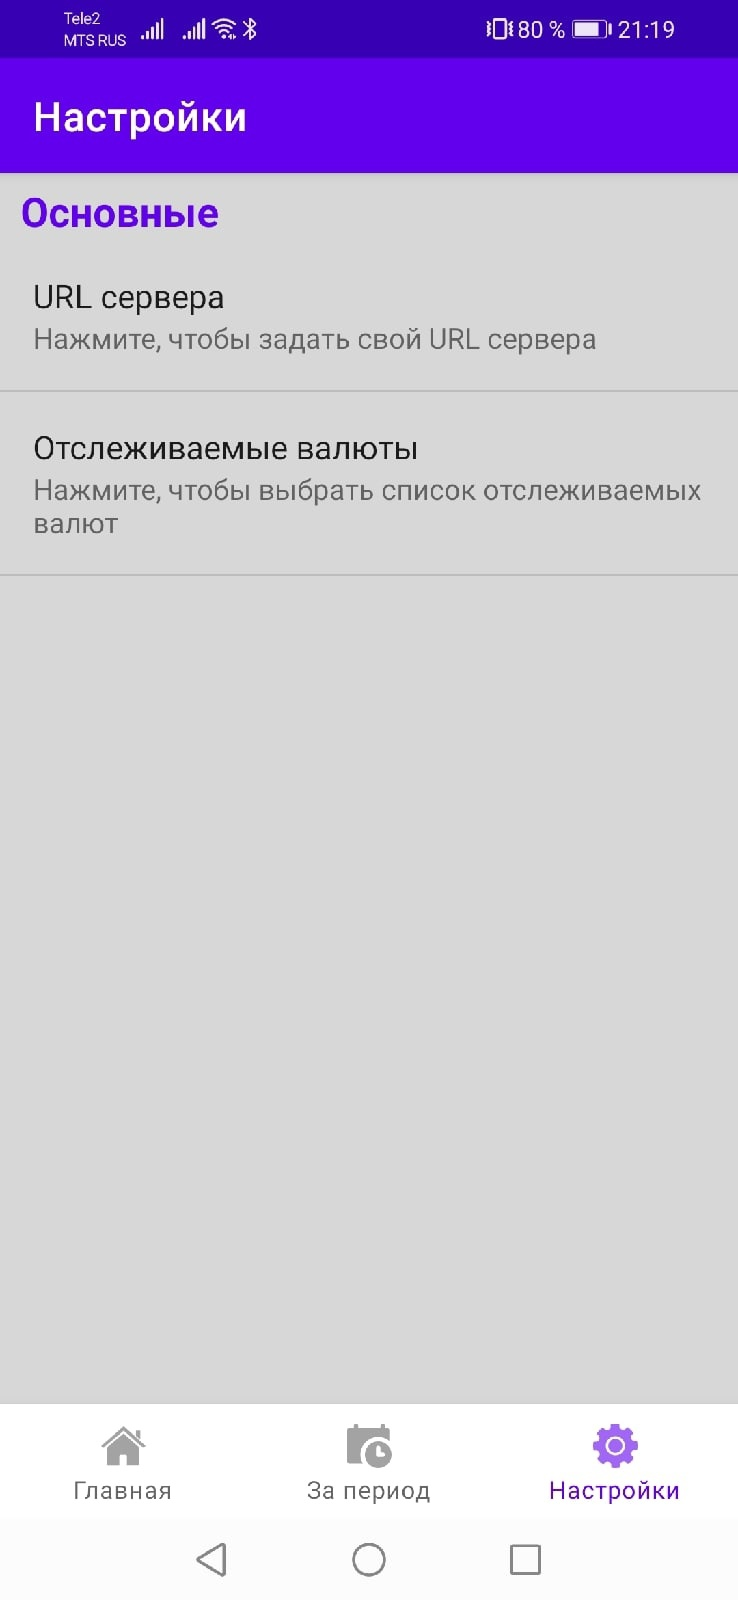 Tele2
MTS RUS
80 %
21:19
Настройки
Основные
URL сервера
Нажмите, чтобы задать свой URL сервера
Отслеживаемые валюты
Нажмите, чтобы выбрать список отслеживаемых
валют
Главная
За период
Настройки